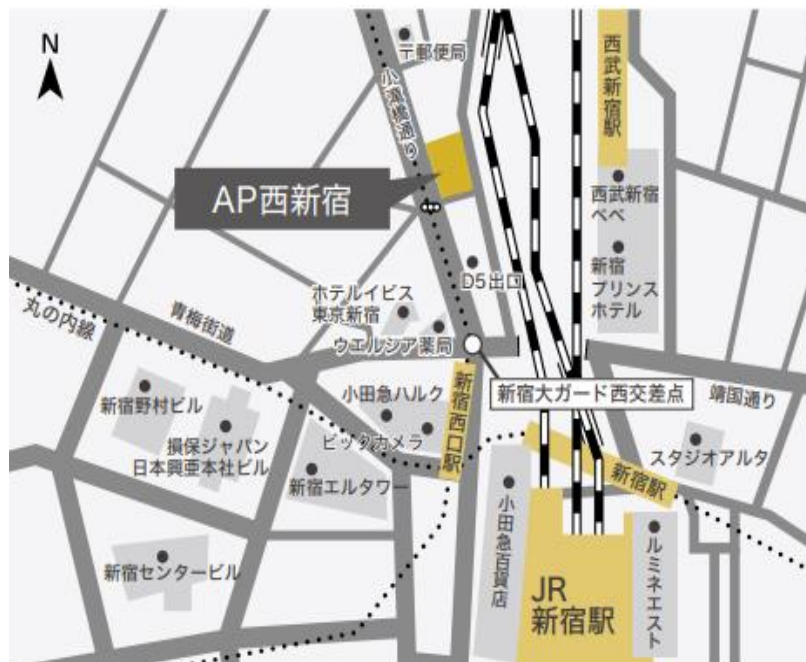 N
〒郵便局
小滝橋通り
西武新宿駅
AP西新宿
西武新宿
ペペ
新宿
プリンス
ホテル
D5出口
ホテルイビス
東京新宿
ウエルシア薬局
丸の内線
青梅街道
新宿大ガード西交差点
靖国通り
新宿西口駅
小田急ハルク
ビックカメラ
新宿野村ビル
損保ジャパン
日本興亜本社ビル
新宿エルタワー
スタジオアルタ
新宿駅
小田急百貨店
新宿センタービル
JR
新宿駅
ルミネエスト